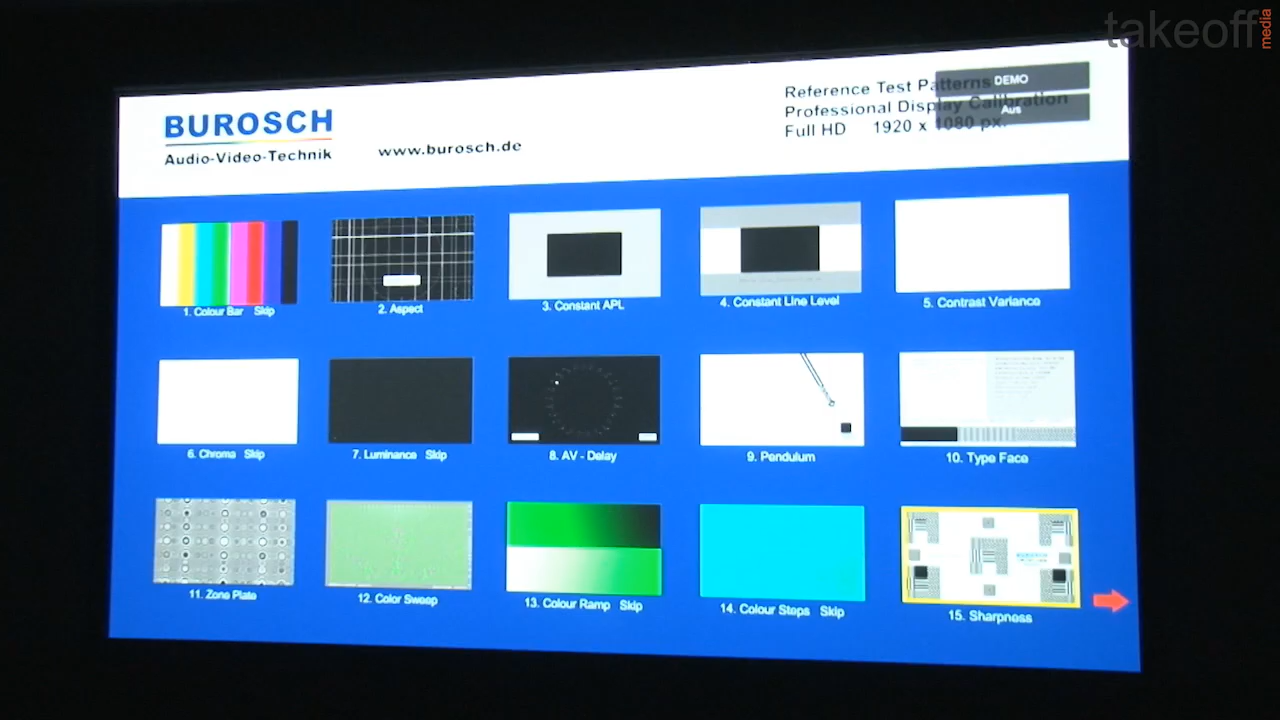 takeoff media
BUROSCH
Audio-Video-Technik
www.burosch.de
Reference Test Patterns
Professional Display Calibration
Full HD 1920 x 1080 px.
DEMO
Aus
1. Colour Bar Skip
2. Aspect
3. Constant APL
4. Constant Line Level
5. Contrast Variance
6. Chroma Skip
7. Luminance Skip
8. AV - Delay
9. Pendulum
10. Type Face
11. Zone Plate
12. Color Sweep
13. Colour Ramp Skip
14. Colour Steps Skip
15. Sharpness